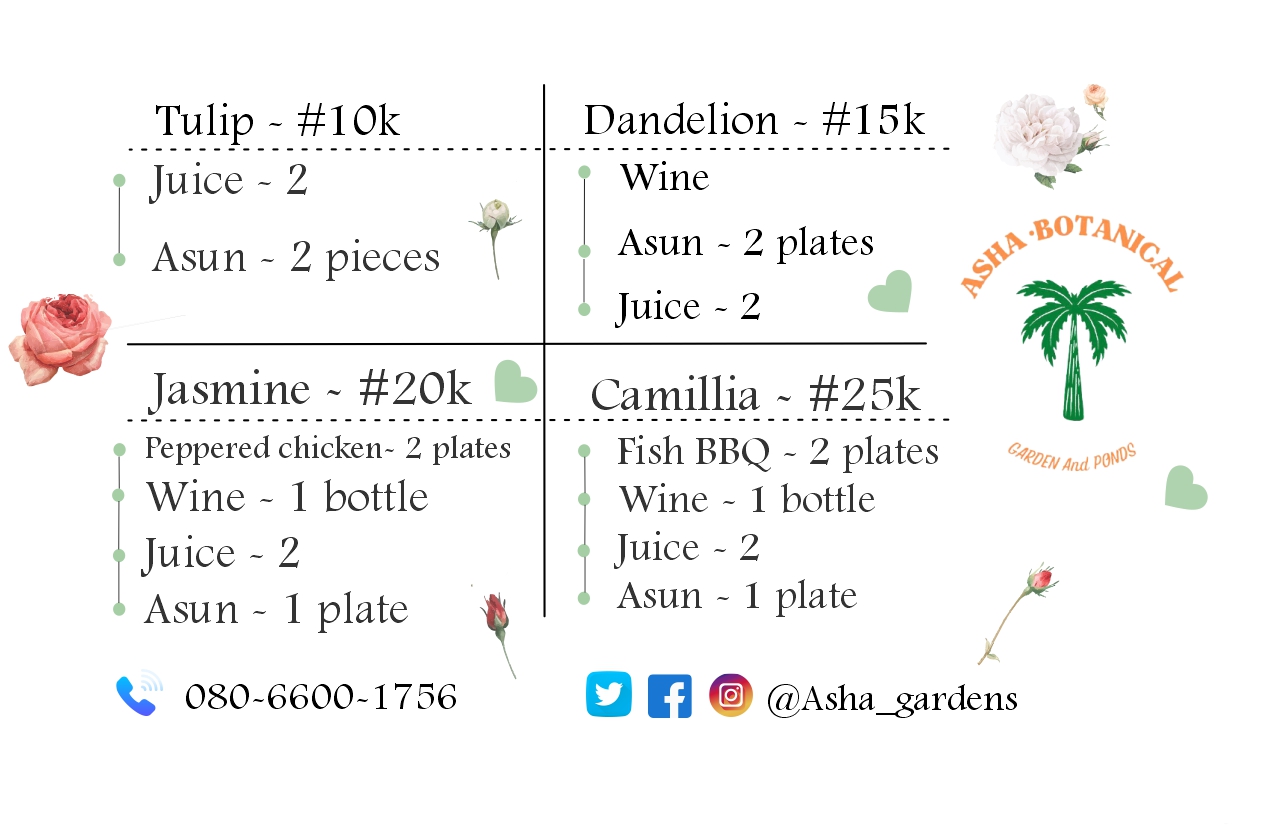 Tulip ~ #10k
Juice ~ 2
Asun ~ 2 pieces
Dandelion ~ #15k
Wine
Asun ~ 2 plates
Juice ~ 2
Jasmine ~ #20k
Peppered chicken~ 2 plates
Wine ~ 1 bottle
Juice ~ 2
Asun ~ 1 plate
Camillia ~ #25k
Fish BBQ ~ 2 plates
Wine ~ 1 bottle
Juice ~ 2
Asun ~ 1 plate
ASHA ·BOTANICAL
GARDEN And PONDS
080~6600~1756
@Asha_gardens